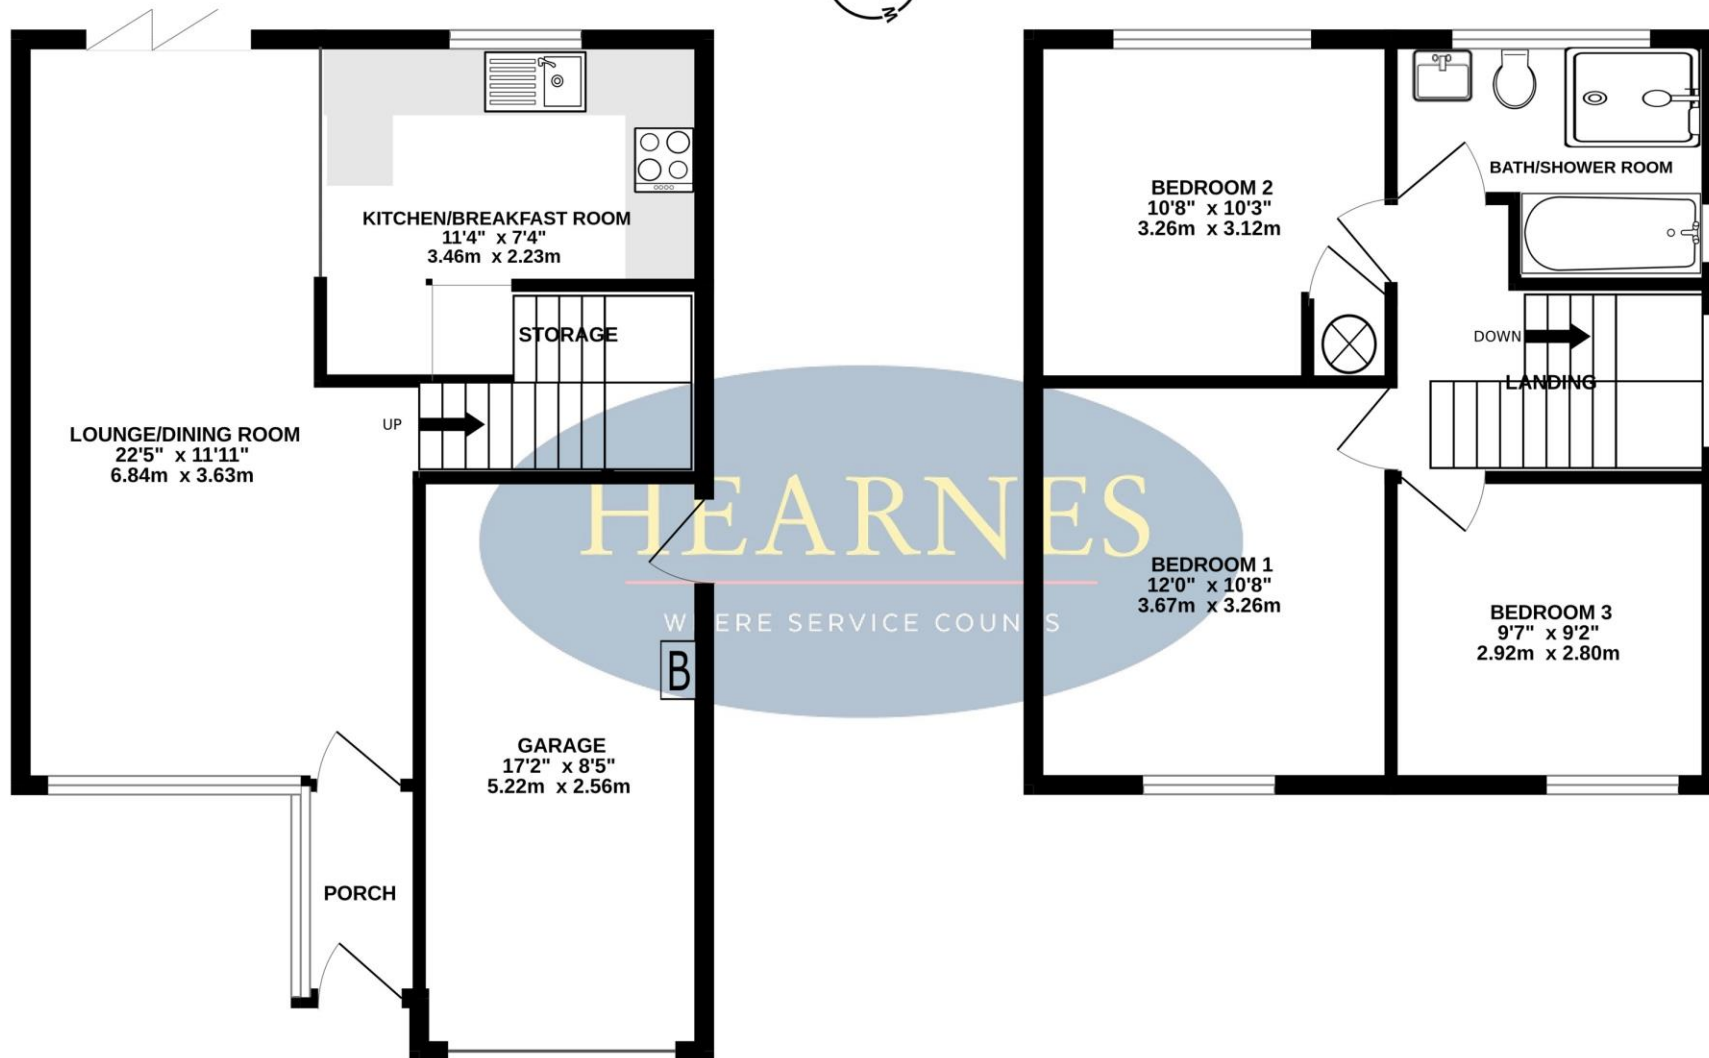 KITCHEN/BREAKFAST ROOM
11'4" x 7'4"
3.46m x 2.23m
STORAGE
UP
LOUNGE/DINING ROOM
22'5" x 11'11"
6.84m x 3.63m
B
GARAGE
17'2" x 8'5"
5.22m x 2.56m
PORCH
BEDROOM 2
10'8" x 10'3"
3.26m x 3.12m
BATH/SHOWER ROOM
DOWN
LANDING
BEDROOM 1
12'0" x 10'8"
3.67m x 3.26m
BEDROOM 3
9'7" x 9'2"
2.92m x 2.80m
HEARNES
WHERE SERVICE COUNTS